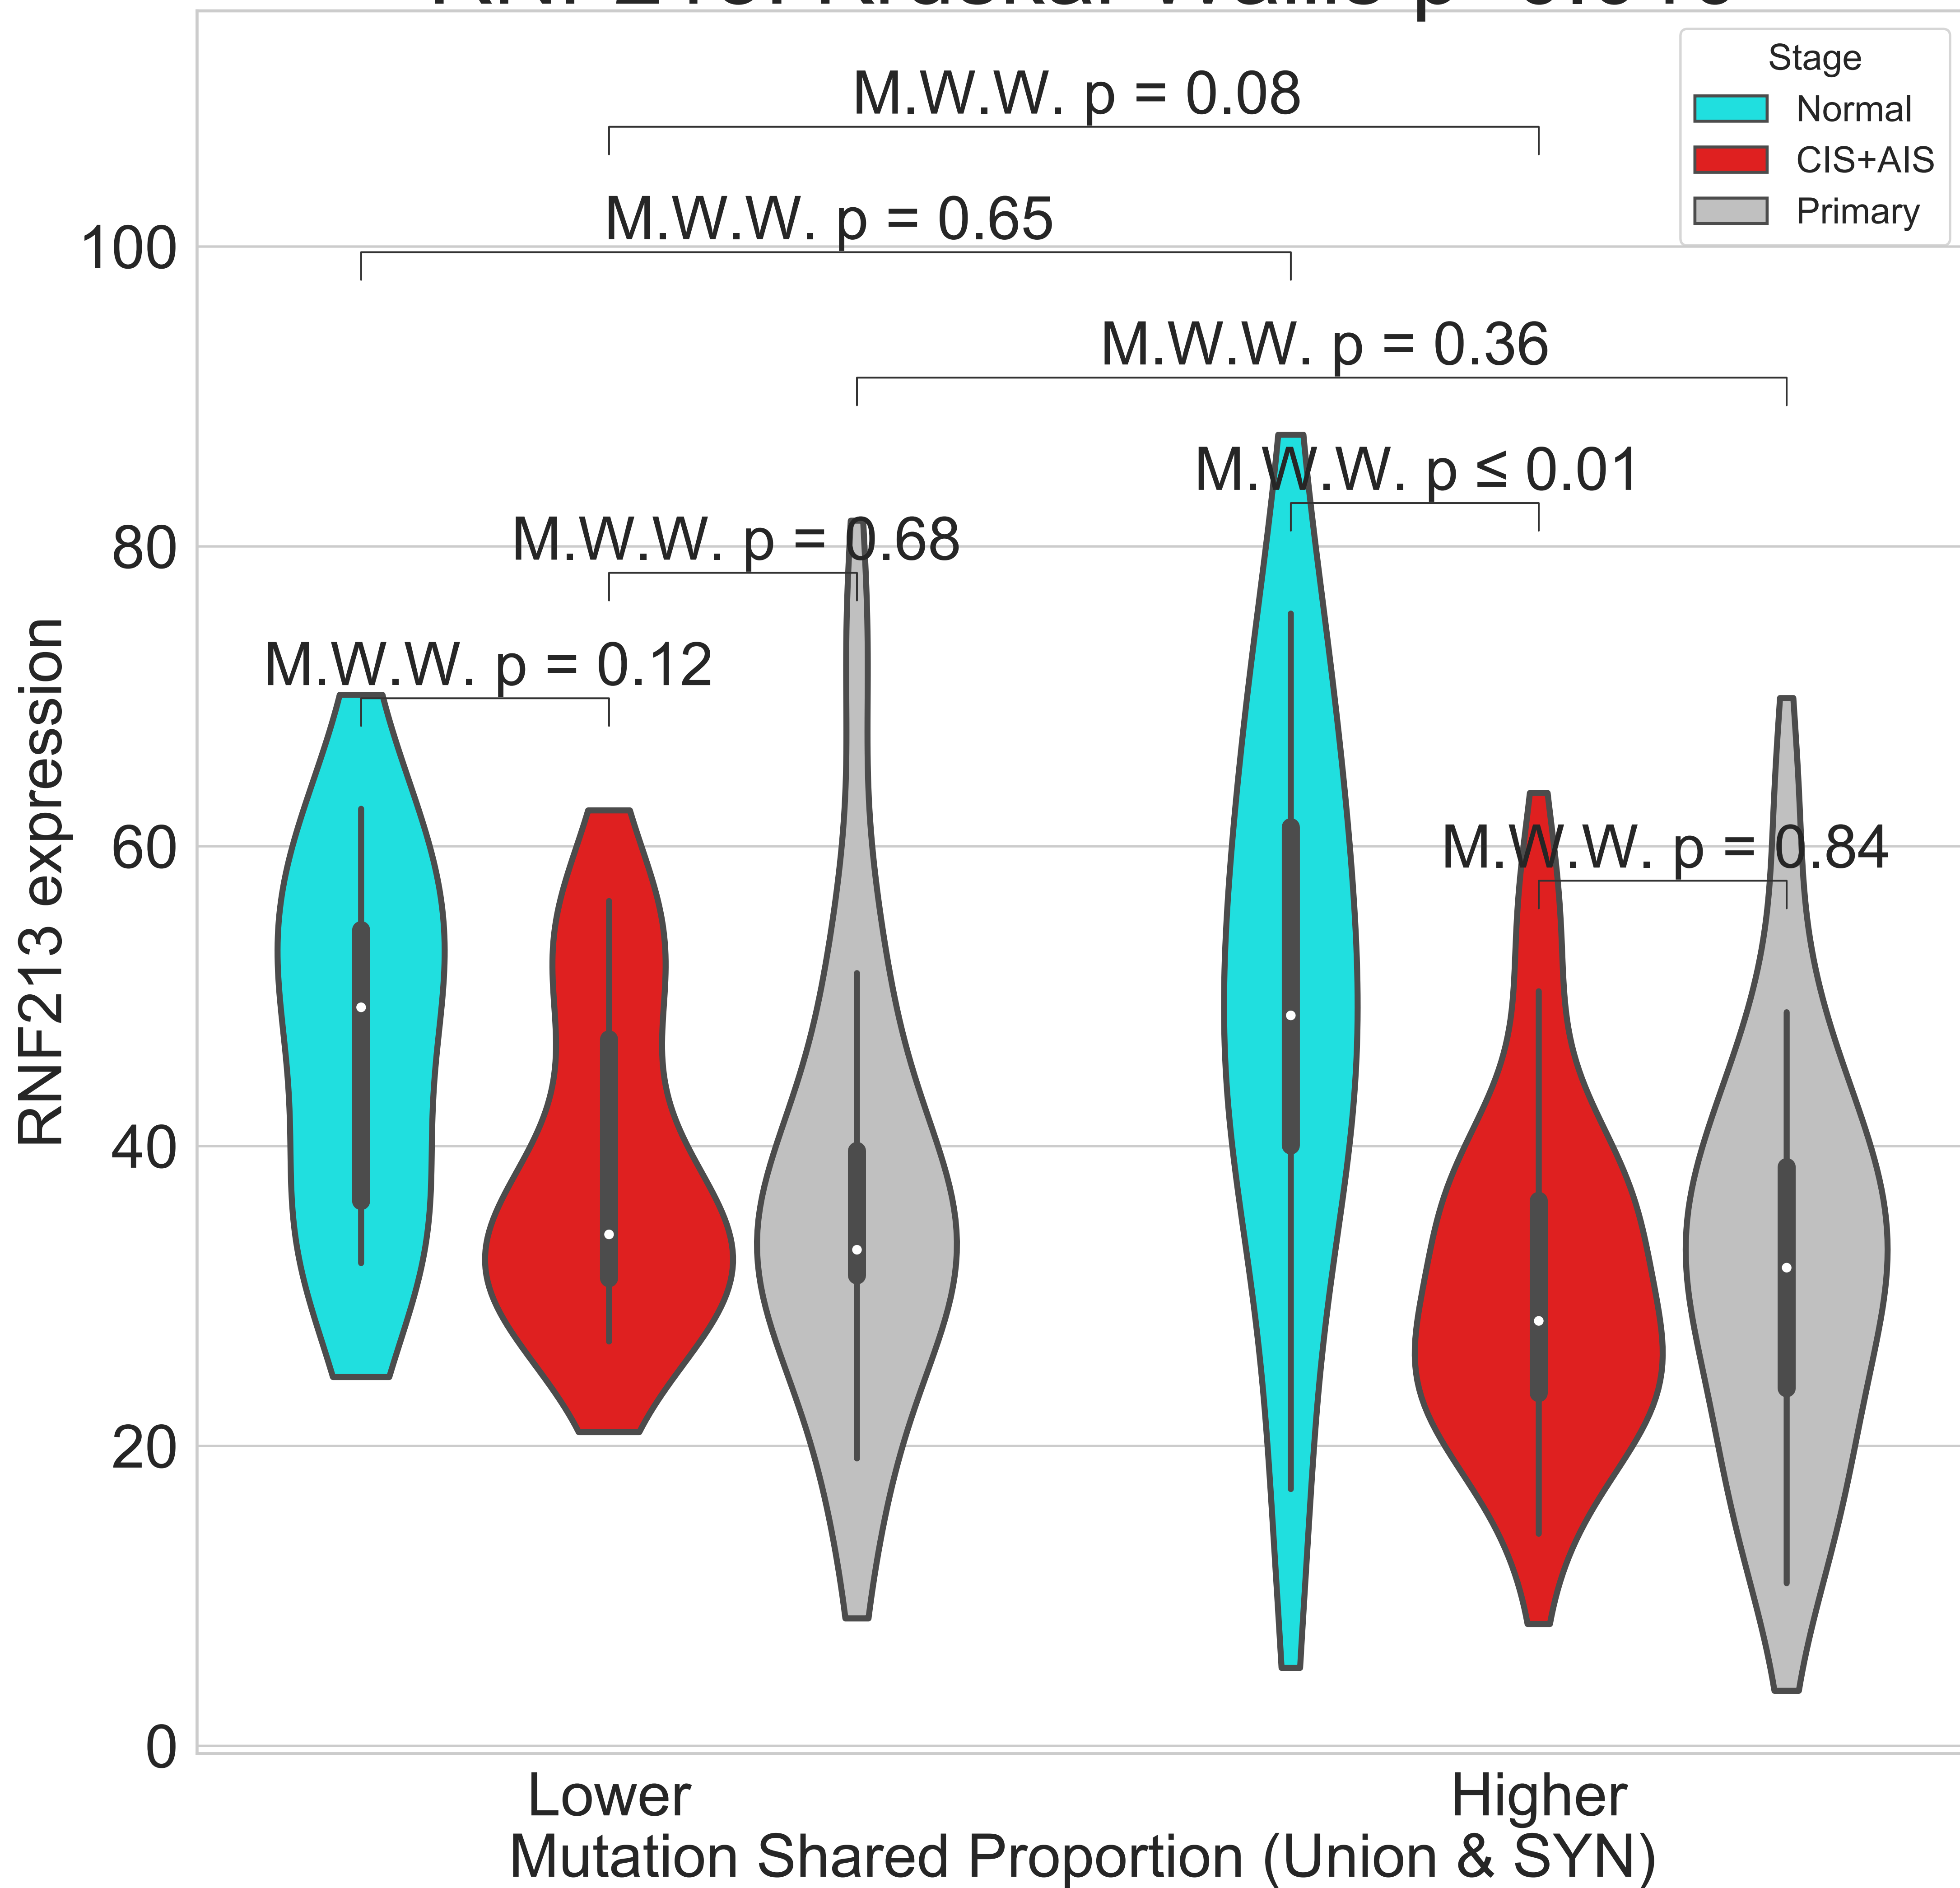 Stage
Normal
CIS+AIS
Primary
M.W.W. p = 0.08
M.W.W. p = 0.65
M.W.W. p = 0.36
M.W.W. p ≤ 0.01
M.W.W. p = 0.68
M.W.W. p = 0.12
M.W.W. p = 0.84
100
80
60
40
20
0
RNF213 expression
Lower
Higher
Mutation Shared Proportion (Union & SYN)